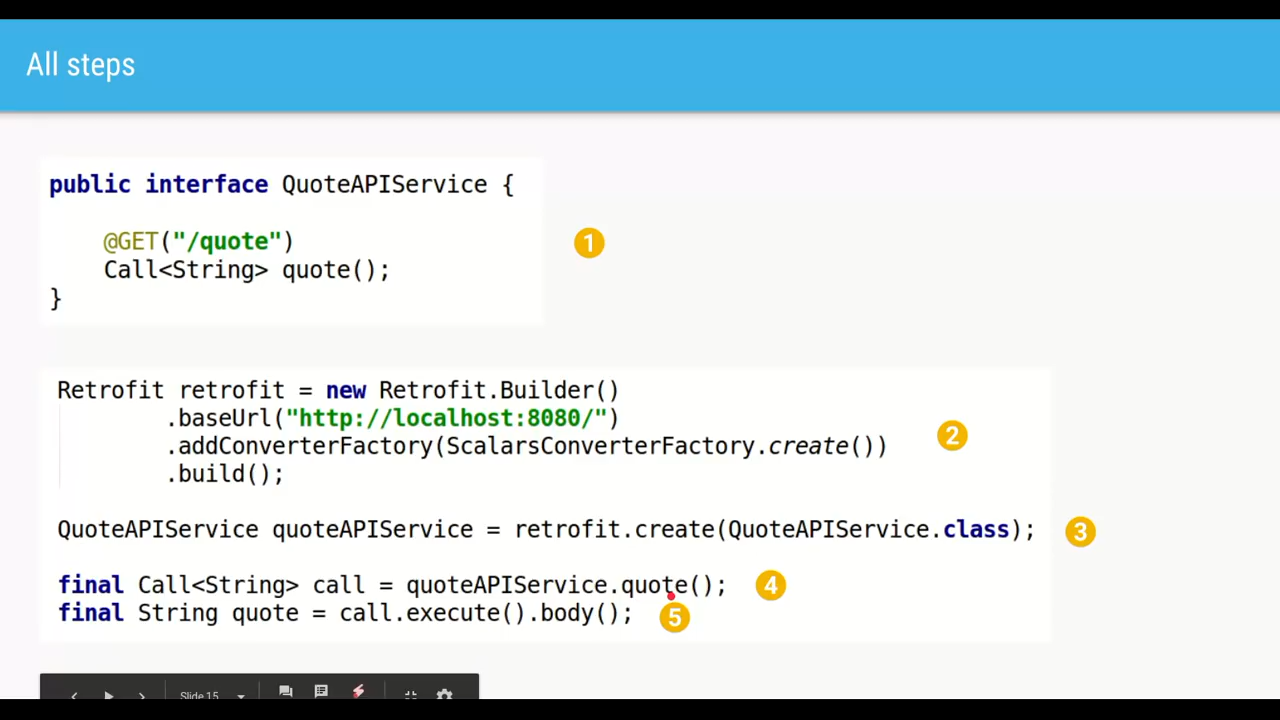 All steps
public interface QuoteAPIService {
@GET("/quote")
Call<String> quote();
}
1
Retrofit retrofit = new Retrofit.Builder()
.baseUrl("http://localhost:8080/")
.addConverterFactory(ScalarsConverterFactory.create())
.build();
2
QuoteAPIService quoteAPIService = retrofit.create(QuoteAPIService.class);
3
final Call<String> call = quoteAPIService.quote();
4
final String quote = call.execute().body();
5
Slide 15